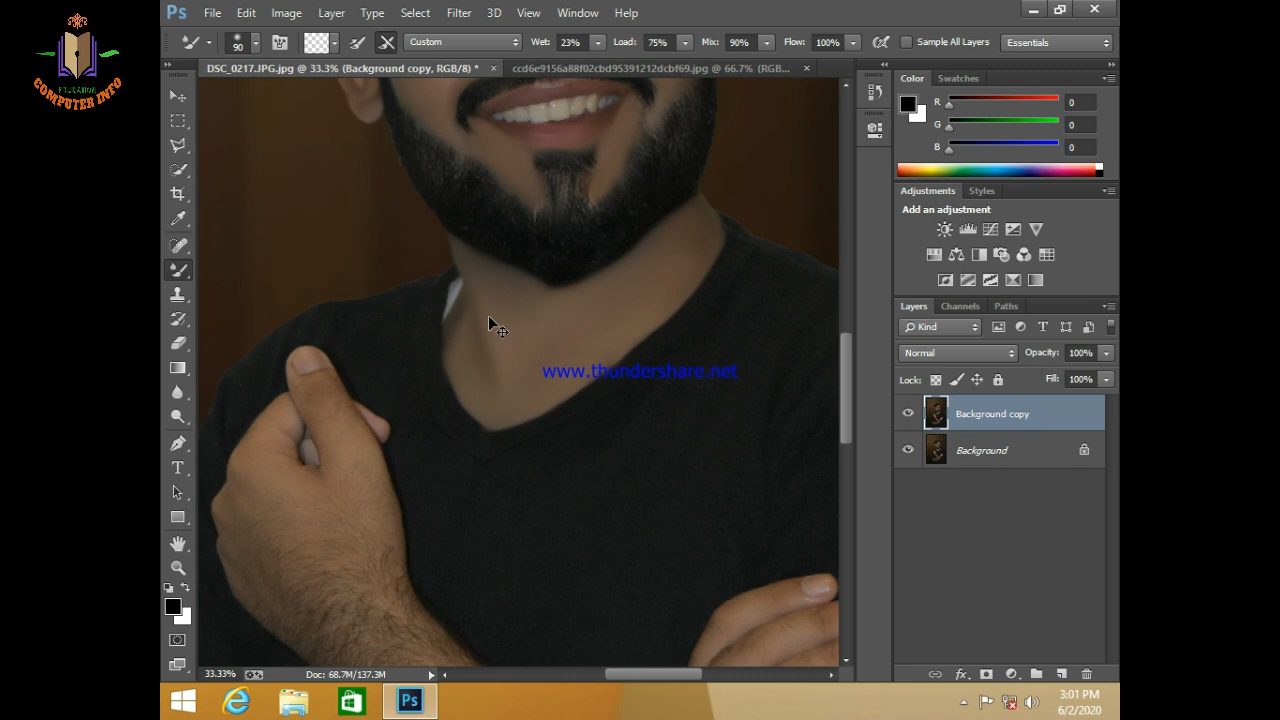 Ps File Edit Image Layer Type Select Filter 3D View Window Help
90 Custom Wet: 23% Load: 75% Mix: 90% Flow: 100% Sample All Layers Essentials
DSC_0217.JPG.jpg @ 33.3% (Background copy, RGB/8) * ccd6e9156a88f02cbd95391212dcbf69.jpg @ 66.7% (RGB...
EDUCATION
COMPUTER INFO
Color Swatches
R 0
G 0
B 0
Adjustments Styles
Add an adjustment
Layers Channels Paths
Kind
Normal Opacity: 100%
Lock: Fill: 100%
Background copy
Background
www.thundershare.net
33.33% Doc: 68.7M/137.3M
Ps
3:01 PM
6/2/2020